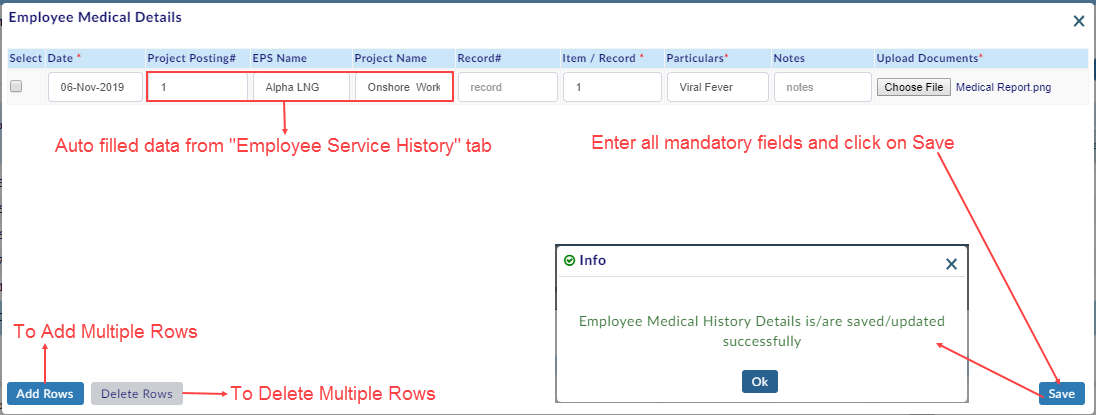 Employee Medical Details
Select Date * Project Posting# EPS Name Project Name Record# Item / Record * Particulars* Notes Upload Documents*
06-Nov-2019 1 Alpha LNG Onshore Work record 1 Viral Fever notes Choose File Medical Report.png
Auto filled data from "Employee Service History" tab
Enter all mandatory fields and click on Save
Info
Employee Medical History Details is/are saved/updated
successfully
Ok
To Add Multiple Rows
Add Rows Delete Rows To Delete Multiple Rows Save